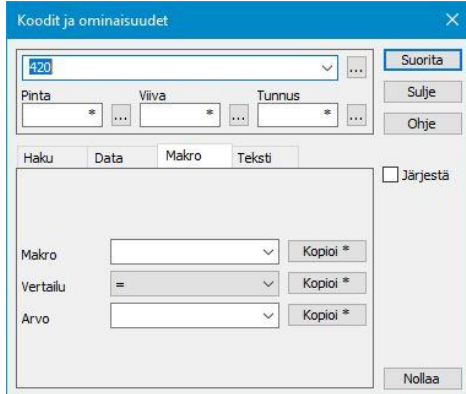 Koodit ja ominaisuudet
420 ... Suorita
Pinta Viiva Tunnus Sulje
* ... * ... * ... Ohje
Haku Data Makro Teksti
Järjestä
Makro Kopioi *
Vertailu = Kopioi *
Arvo Kopioi *
Nollaa